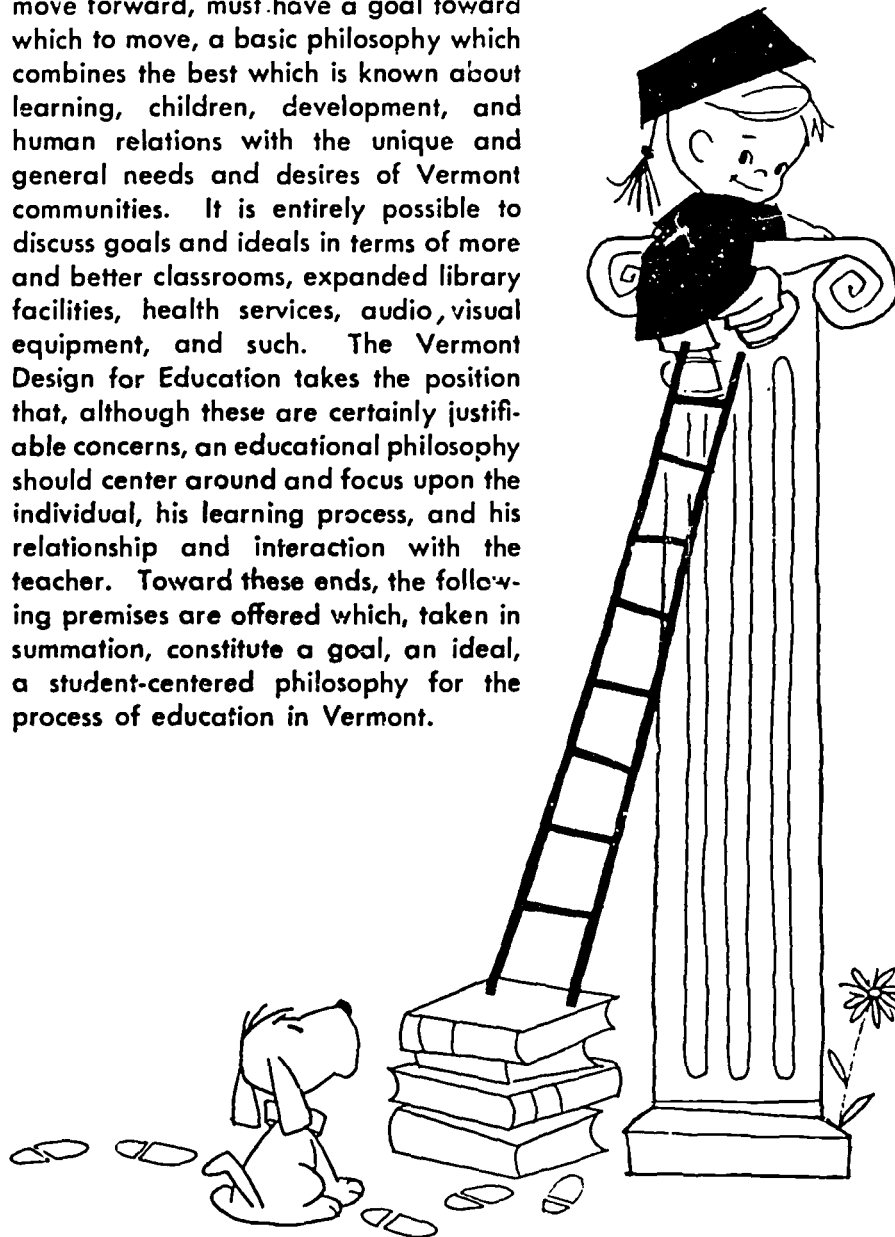 move forward, must have a goal toward
which to move, a basic philosophy which
combines the best which is known about
learning, children, development, and
human relations with the unique and
general needs and desires of Vermont
communities. It is entirely possible to
discuss goals and ideals in terms of more
and better classrooms, expanded library
facilities, health services, audio, visual
equipment, and such. The Vermont
Design for Education takes the position
that, although these are certainly justifi-
able concerns, an educational philosophy
should center around and focus upon the
individual, his learning process, and his
relationship and interaction with the
teacher. Toward these ends, the follow-
ing premises are offered which, taken in
summation, constitute a goal, an ideal,
a student-centered philosophy for the
process of education in Vermont.